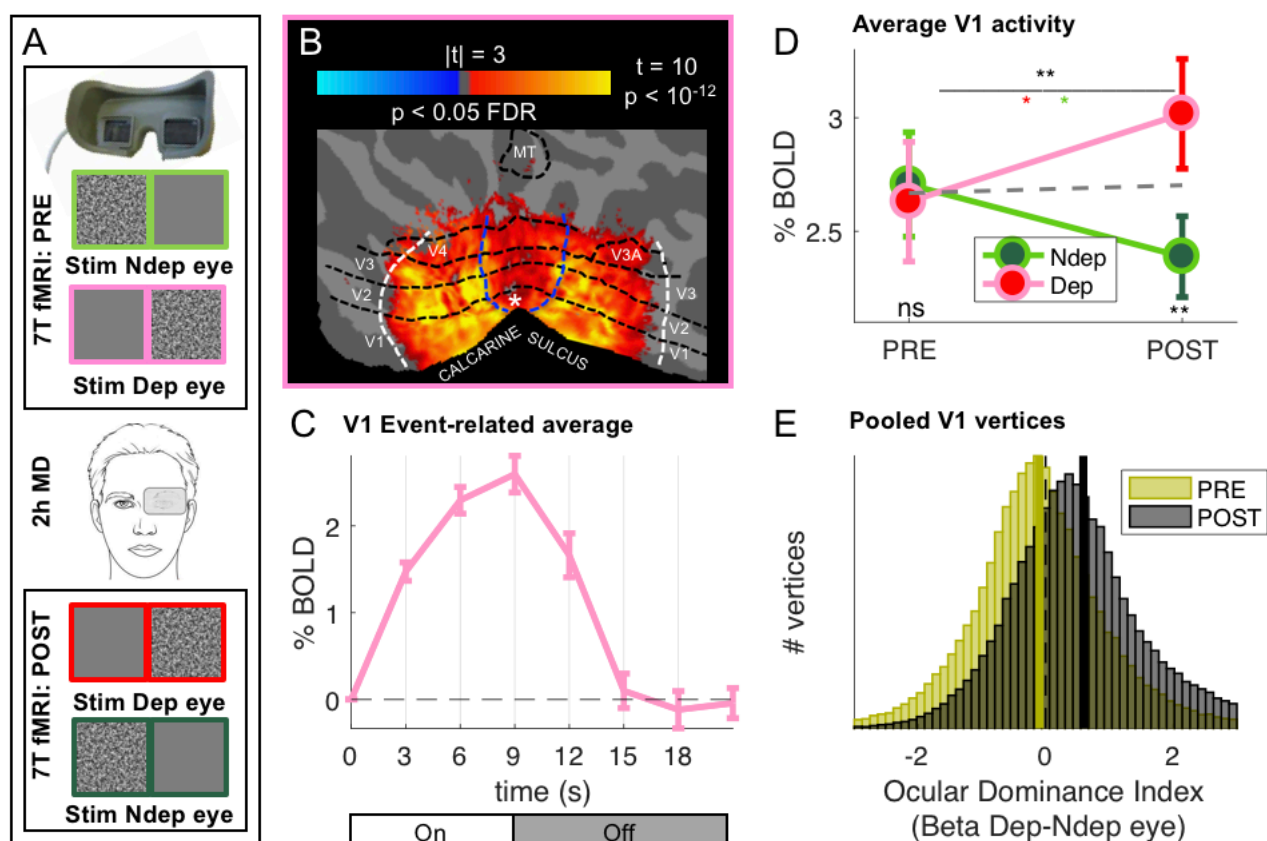 A
7T fMRI: PRE
Stim Ndep eye
Stim Dep eye
2h MD
7T fMRI: POST
Stim Dep eye
Stim Ndep eye
B
|t| = 3
t = 10
p < 10-12
p < 0.05 FDR
MT
V4
V3
V2
V1
V3A
V3
V2
V1
*
CALCARINE SULCUS
C V1 Event-related average
% BOLD
2
1
0
0 3 6 9 12 15 18
time (s)
On Off
D Average V1 activity
% BOLD
3
2.5
**
* *
Ndep
Dep
ns
**
PRE POST
E Pooled V1 vertices
# vertices
PRE
POST
-2 0 2
Ocular Dominance Index
(Beta Dep-Ndep eye)